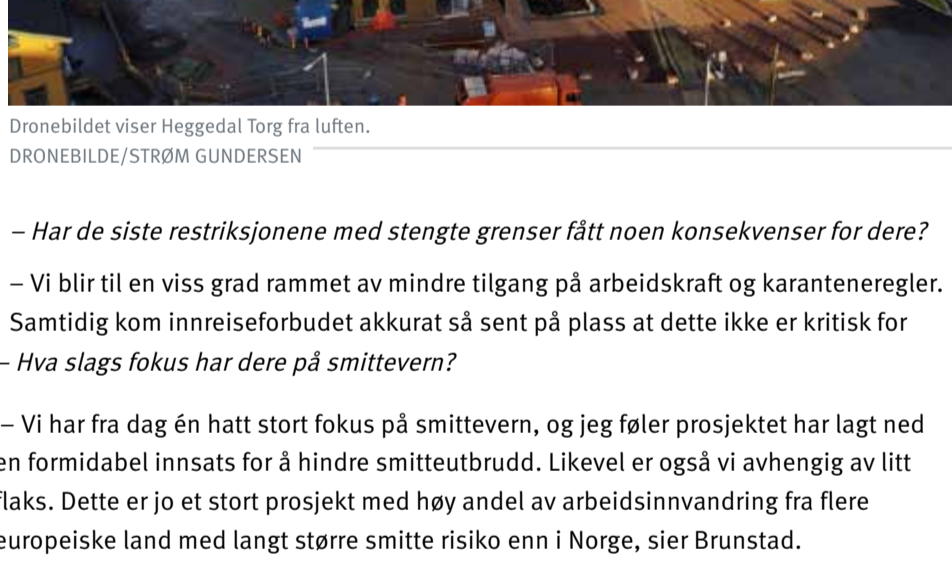 Dronebildet viser Heggedal Torg fra luften.
DRONEBILDE/STRØM GUNDERSEN
– Har de siste restriksjonene med stengte grenser fått noen konsekvenser for dere?
– Vi blir til en viss grad rammet av mindre tilgang på arbeidskraft og karanteneregler.
Samtidig kom innreiseforbudet akkurat så sent på plass at dette ikke er kritisk for
– Hva slags fokus har dere på smittevern?
– Vi har fra dag én hatt stort fokus på smittevern, og jeg føler prosjektet har lagt ned
en formidabel innsats for å hindre smitteutbrudd. Likevel er også vi avhengig av litt
flaks. Dette er jo et stort prosjekt med høy andel av arbeidsinnvandring fra flere
europeiske land med langt større smitte risiko enn i Norge, sier Brunstad.